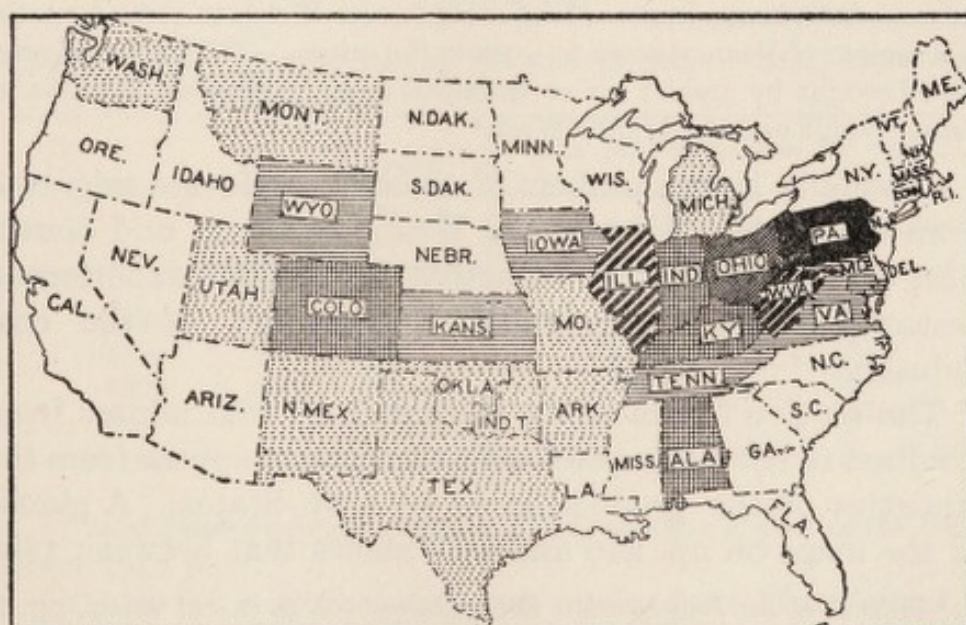 WASH.
MONT.
N.DAK.
MINN.
ME.
VT.
N.H.
ORE.
IDAHO
S.DAK.
WIS.
MICH.
N.Y.
MASS.
CONN.
R.I.
WYO.
NEBR.
IOWA
ILL.
IND.
OHIO
PA.
N.J.
NEV.
UTAH
COLO.
KANS.
MO.
KY.
W.VA.
MD.
DEL.
VA.
CAL.
ARIZ.
N.MEX.
OKLA.
IND.T.
ARK.
TENN.
N.C.
S.C.
TEX.
LA.
MISS.
ALA.
GA.
FLA.